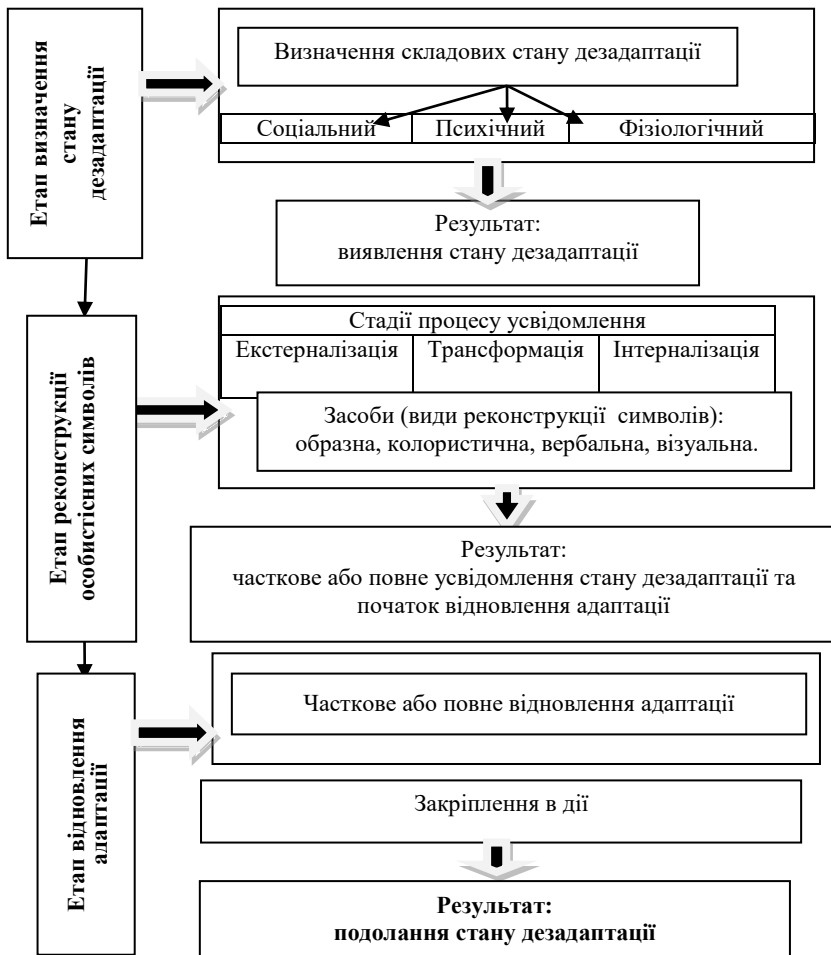 Етап визначення
стану
дезадаптації
Визначення складових стану дезадаптації
Соціальний Психічний Фізіологічний
Результат:
виявлення стану дезадаптації
Етап реконструкції
особистісних символів
Стадії процесу усвідомлення
Екстерналізація Трансформація Інтерналізація
Засоби (види реконструкції символів):
образна, колористична, вербальна, візуальна.
Результат:
часткове або повне усвідомлення стану дезадаптації та
початок відновлення адаптації
Етап відновлення
адаптації
Часткове або повне відновлення адаптації
Закріплення в дії
Результат:
подолання стану дезадаптації